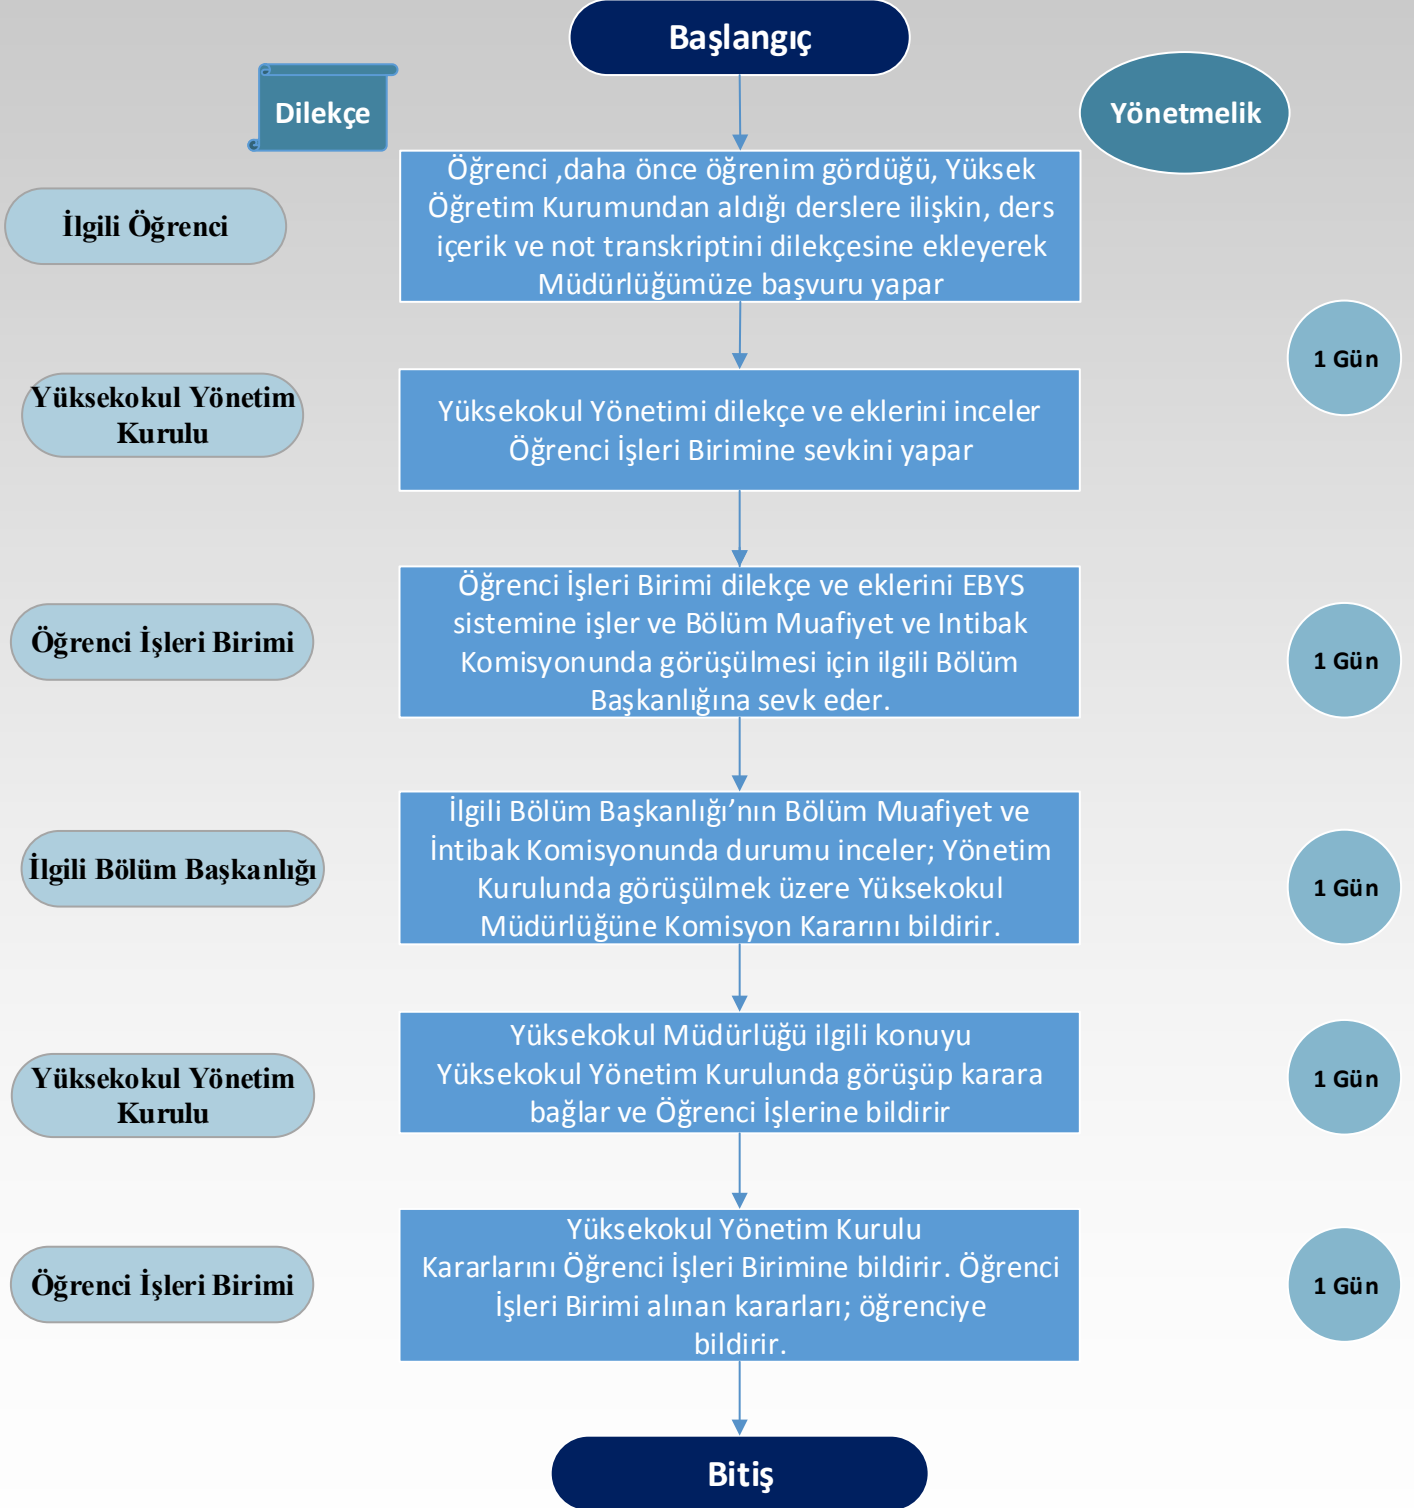 Başlangıç
Dilekçe
Yönetmelik
İlgili Öğrenci
Öğrenci ,daha önce öğrenim gördüğü, Yüksek
Öğretim Kurumundan aldığı derslere ilişkin, ders
içerik ve not transkriptini dilekçesine ekleyerek
Müdürlüğümüze başvuru yapar
1 Gün
Yüksekokul Yönetim
Kurulu
Yüksekokul Yönetimi dilekçe ve eklerini inceler
Öğrenci İşleri Birimine sevkini yapar
Öğrenci İşleri Birimi
Öğrenci İşleri Birimi dilekçe ve eklerini EBYS
sistemine işler ve Bölüm Muafiyet ve Intibak
Komisyonunda görüşülmesi için ilgili Bölüm
Başkanlığına sevk eder.
1 Gün
İlgili Bölüm Başkanlığı
İlgili Bölüm Başkanlığı’nın Bölüm Muafiyet ve
İntibak Komisyonunda durumu inceler; Yönetim
Kurulunda görüşülmek üzere Yüksekokul
Müdürlüğüne Komisyon Kararını bildirir.
1 Gün
Yüksekokul Yönetim
Kurulu
Yüksekokul Müdürlüğü ilgili konuyu
Yüksekokul Yönetim Kurulunda görüşüp karara
bağlar ve Öğrenci İşlerine bildirir
1 Gün
Öğrenci İşleri Birimi
Yüksekokul Yönetim Kurulu
Kararlarını Öğrenci İşleri Birimine bildirir. Öğrenci
İşleri Birimi alınan kararları; öğrenciye
bildirir.
1 Gün
Bitiş